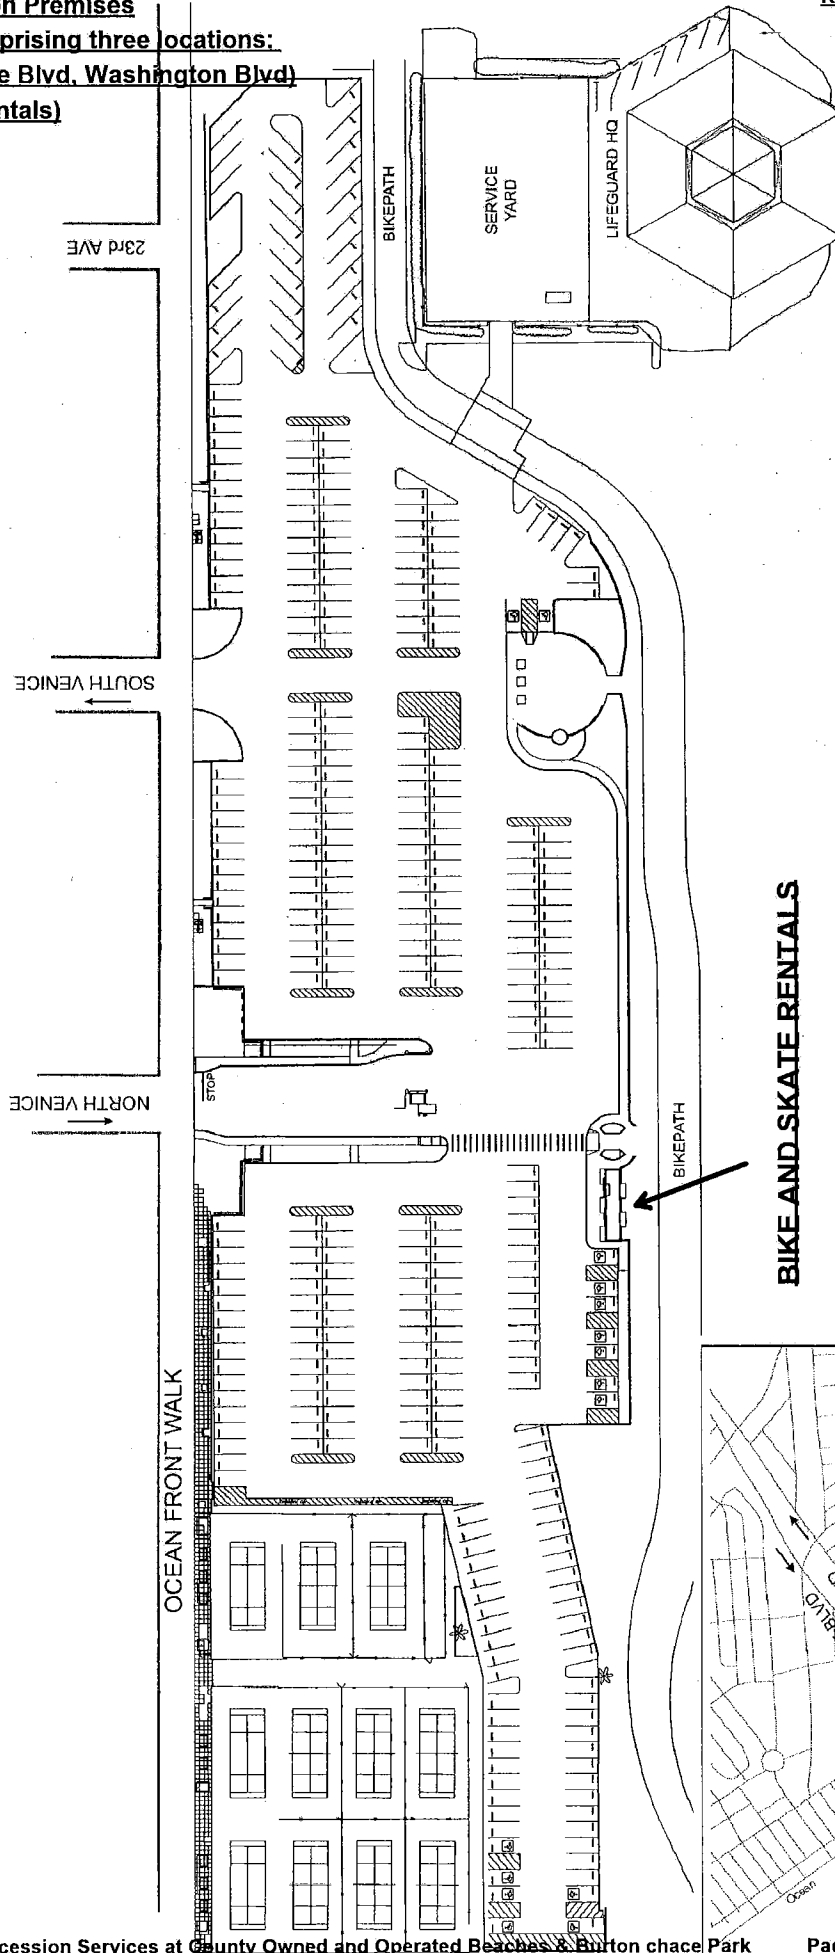 on Premises
prising three locations:
e Blvd, Washington Blvd)
ntals)
23rd AVE
BIKEPATH
SERVICE
YARD
LIFEGUARD HQ
SOUTH VENICE
STOP
NORTH VENICE
BIKEPATH
BIKE AND SKATE RENTALS
OCEAN FRONT WALK
BLVD
Ocean
cession Services at County Owned and Operated Beaches & Burton chace Park
Pa